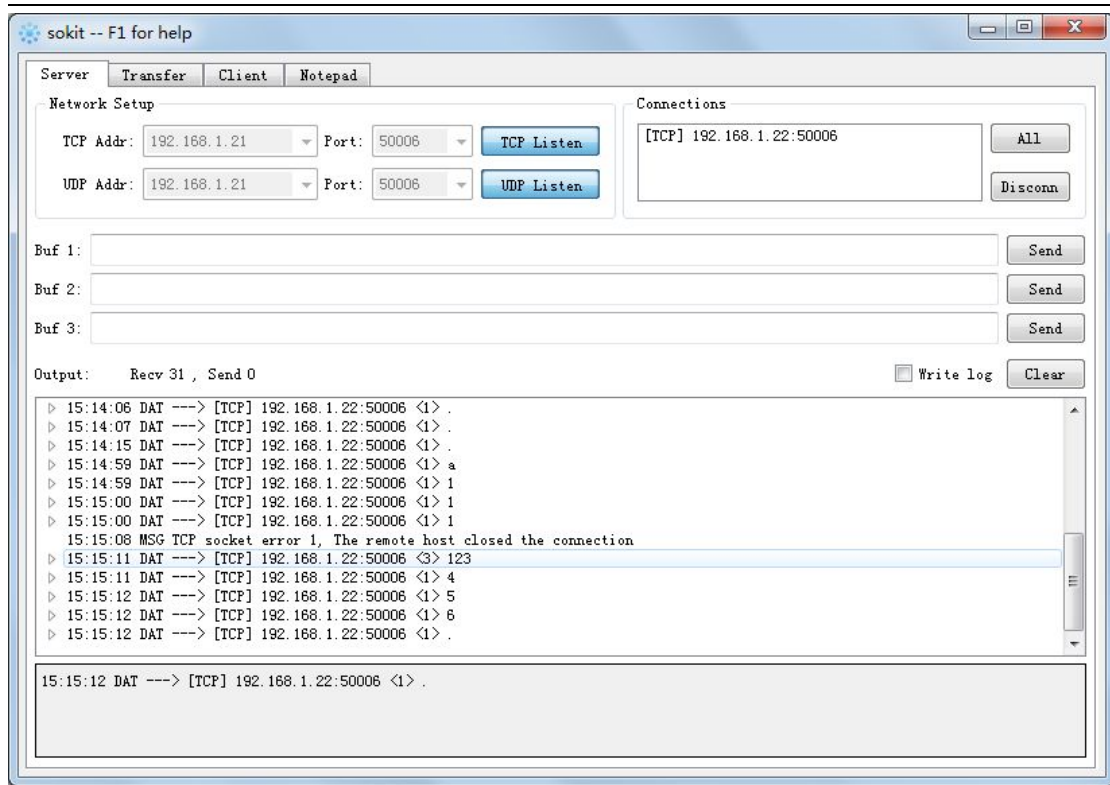 sokit -- F1 for help
Server Transfer Client Notepad
Network Setup
TCP Addr: 192.168.1.21 Port: 50006 TCP Listen
UDP Addr: 192.168.1.21 Port: 50006 UDP Listen
Connections
[TCP] 192.168.1.22:50006
All
Disconn
Buf 1: Send
Buf 2: Send
Buf 3: Send
Output: Recv 31 , Send 0 Write log Clear
15:14:06 DAT ---> [TCP] 192.168.1.22:50006 <1> .
15:14:07 DAT ---> [TCP] 192.168.1.22:50006 <1> .
15:14:15 DAT ---> [TCP] 192.168.1.22:50006 <1> .
15:14:59 DAT ---> [TCP] 192.168.1.22:50006 <1> a
15:14:59 DAT ---> [TCP] 192.168.1.22:50006 <1> 1
15:15:00 DAT ---> [TCP] 192.168.1.22:50006 <1> 1
15:15:00 DAT ---> [TCP] 192.168.1.22:50006 <1> 1
15:15:08 MSG TCP socket error 1, The remote host closed the connection
15:15:11 DAT ---> [TCP] 192.168.1.22:50006 <3> 123
15:15:11 DAT ---> [TCP] 192.168.1.22:50006 <1> 4
15:15:12 DAT ---> [TCP] 192.168.1.22:50006 <1> 5
15:15:12 DAT ---> [TCP] 192.168.1.22:50006 <1> 6
15:15:12 DAT ---> [TCP] 192.168.1.22:50006 <1> .
15:15:12 DAT ---> [TCP] 192.168.1.22:50006 <1> .